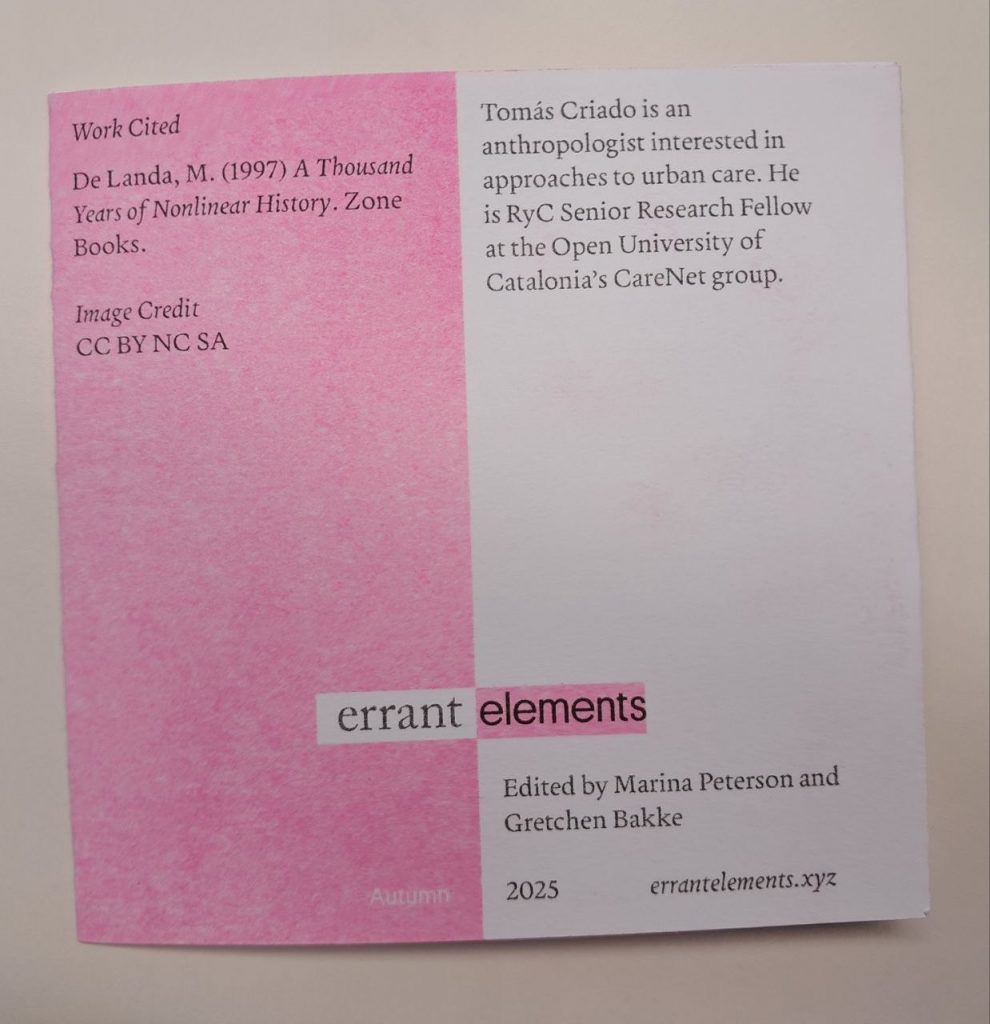 Work Cited
De Landa, M. (1997) A Thousand
Years of Nonlinear History. Zone
Books.
Image Credit
CC BY NC SA
Tomás Criado is an
anthropologist interested in
approaches to urban care. He
is RyC Senior Research Fellow
at the Open University of
Catalonia’s CareNet group.
errant elements
Edited by Marina Peterson and
Gretchen Bakke
Autumn 2025 errantelements.xyz